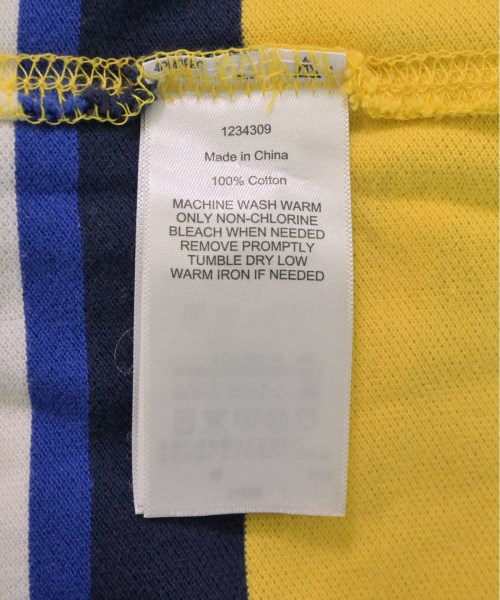 1234309
Made in China
100% Cotton
MACHINE WASH WARM
ONLY NON-CHLORINE
BLEACH WHEN NEEDED
REMOVE PROMPTLY
TUMBLE DRY LOW
WARM IRON IF NEEDED